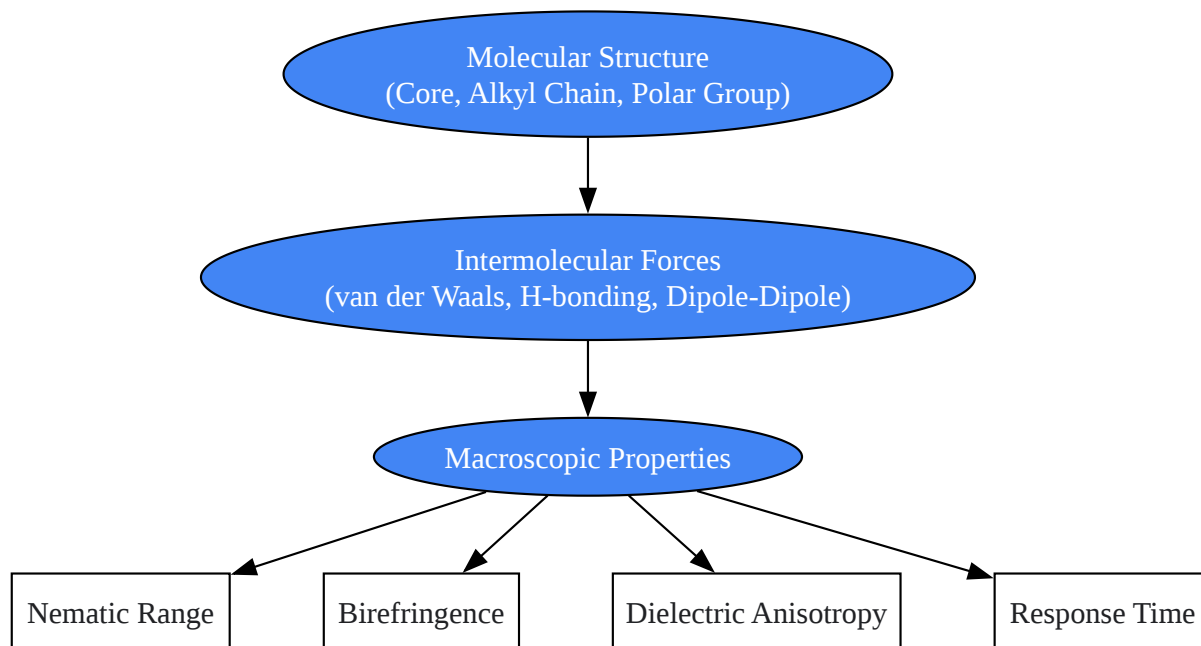 Molecular Structure
(Core, Alkyl Chain, Polar Group)
Intermolecular Forces
(van der Waals, H-bonding, Dipole-Dipole)
Macroscopic Properties
Nematic Range
Birefringence
Dielectric Anisotropy
Response Time